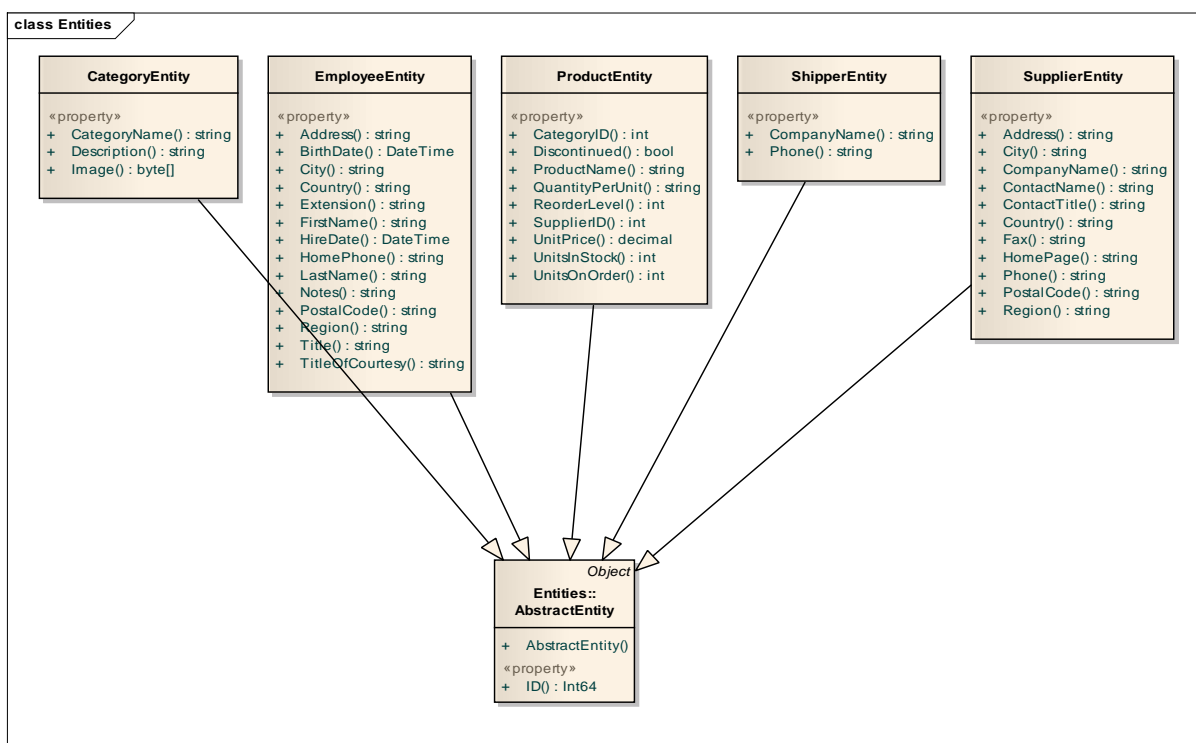 class Entities
CategoryEntity
«property»
+ CategoryName() : string
+ Description() : string
+ Image() : byte[]
EmployeeEntity
«property»
+ Address() : string
+ BirthDate() : DateTime
+ City() : string
+ Country() : string
+ Extension() : string
+ FirstName() : string
+ HireDate() : DateTime
+ HomePhone() : string
+ LastName() : string
+ Notes() : string
+ PostalCode() : string
+ Region() : string
+ Title() : string
+ TitleOfCourtesy() : string
ProductEntity
«property»
+ CategoryID() : int
+ Discontinued() : bool
+ ProductName() : string
+ QuantityPerUnit() : string
+ ReorderLevel() : int
+ SupplierID() : int
+ UnitPrice() : decimal
+ UnitsInStock() : int
+ UnitsOnOrder() : int
ShipperEntity
«property»
+ CompanyName() : string
+ Phone() : string
SupplierEntity
«property»
+ Address() : string
+ City() : string
+ CompanyName() : string
+ ContactName() : string
+ ContactTitle() : string
+ Country() : string
+ Fax() : string
+ HomePage() : string
+ Phone() : string
+ PostalCode() : string
+ Region() : string
Object
Entities::
AbstractEntity
+ AbstractEntity()
«property»
+ ID() : Int64